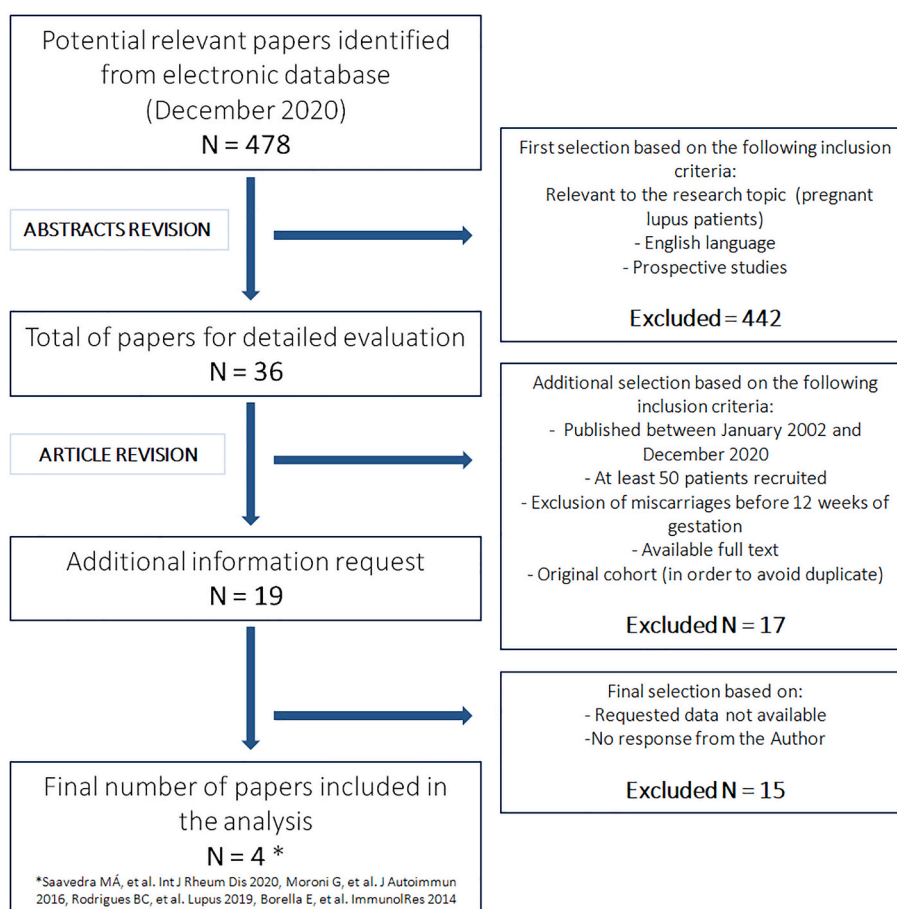 Potential relevant papers identified
from electronic database
(December 2020)
N = 478
First selection based on the following inclusion
criteria:
Relevant to the research topic (pregnant
lupus patients)
- English language
- Prospective studies
Excluded = 442
ABSTRACTS REVISION
Total of papers for detailed evaluation
N = 36
Additional selection based on the following
inclusion criteria:
- Published between January 2002 and
December 2020
- At least 50 patients recruited
- Exclusion of miscarriages before 12 weeks of
gestation
- Available full text
- Original cohort (in order to avoid duplicate)
Excluded N = 17
ARTICLE REVISION
Additional information request
N = 19
Final selection based on:
- Requested data not available
-No response from the Author
Excluded N = 15
Final number of papers included in
the analysis
N = 4 *
*Saavedra MÁ, et al. Int J Rheum Dis 2020, Moroni G, et al. J Autoimmun
2016, Rodrigues BC, et al. Lupus 2019, Borella E, et al. ImmunolRes 2014